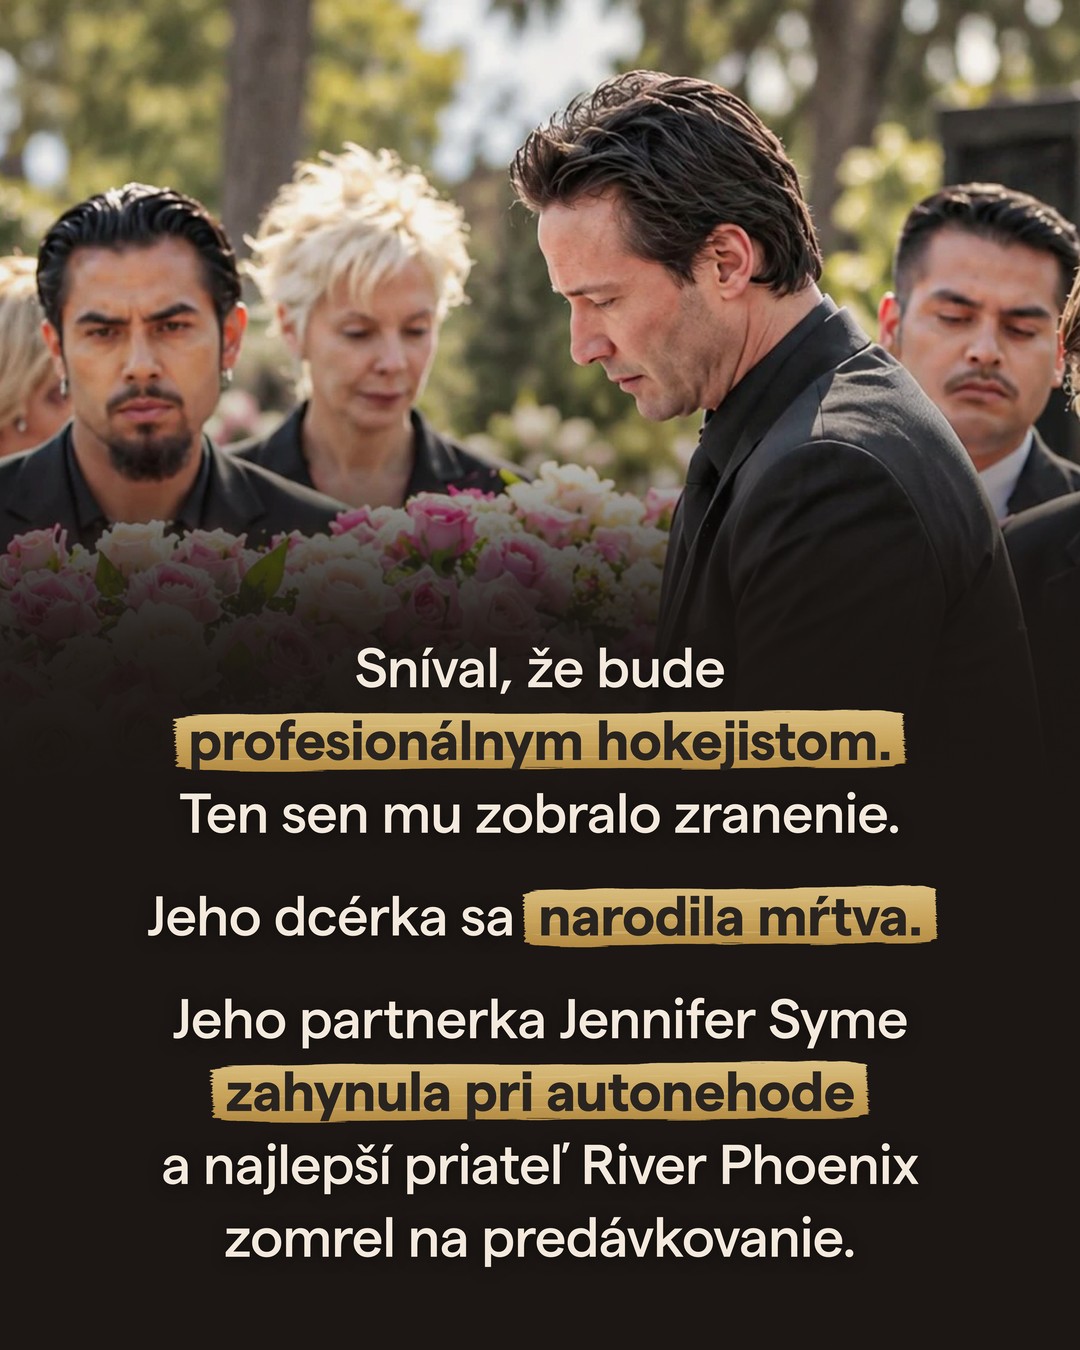 Sníval, že bude
profesionálnym hokejistom.
Ten sen mu zobralo zranenie.
Jeho dcérka sa narodila mŕtva.
Jeho partnerka Jennifer Syme
zahynula pri autonehode
a najlepší priateľ River Phoenix
zomrel na predávkovanie.